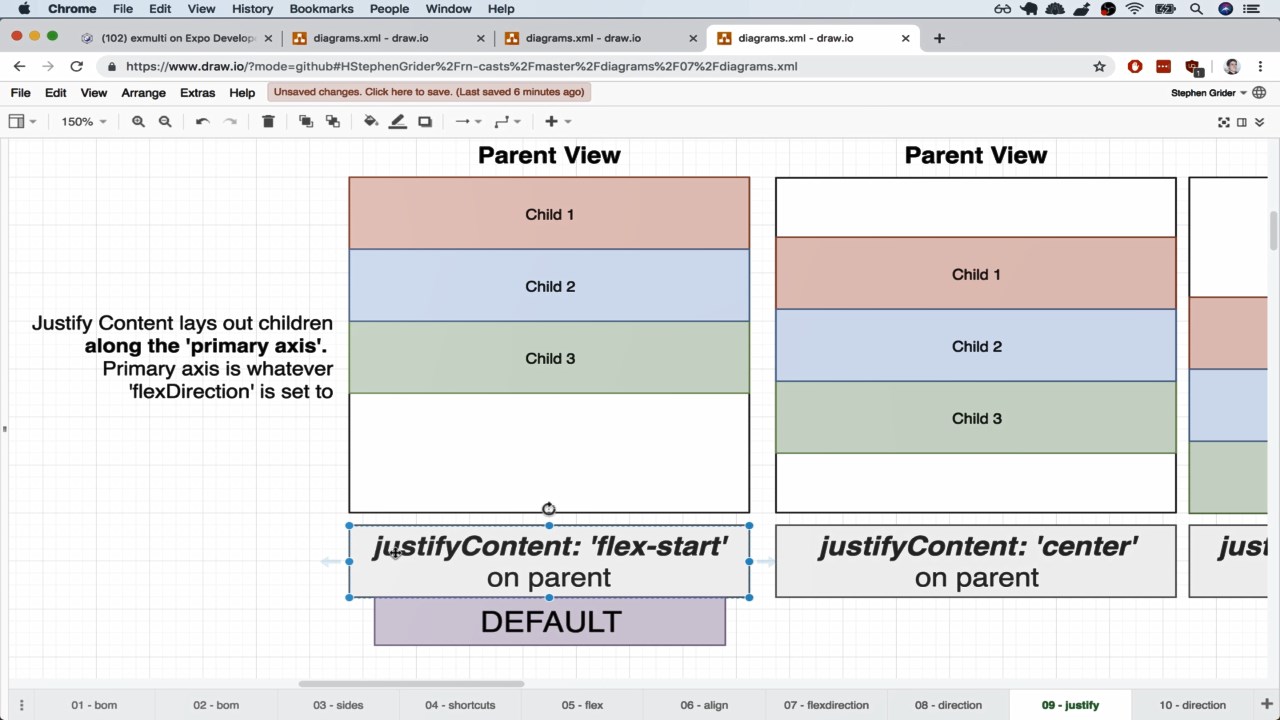 Chrome File Edit View History Bookmarks People Window Help
(102) exmulti on Expo Develop
diagrams.xml - draw.io
diagrams.xml - draw.io
diagrams.xml - draw.io
https://www.draw.io/?mode=github#HStephenGrider%2Frn-casts%2Fmaster%2Fdiagrams%2F07%2Fdiagrams.xml
1
File Edit View Arrange Extras Help Unsaved changes. Click here to save. (Last saved 6 minutes ago) Stephen Grider
150%
Parent View
Child 1
Child 2
Child 3
Justify Content lays out children
along the 'primary axis'.
Primary axis is whatever
'flexDirection' is set to
justifyContent: 'flex-start'
on parent
DEFAULT
Parent View
Child 1
Child 2
Child 3
justifyContent: 'center'
on parent
just
01 - bom
02 - bom
03 - sides
04 - shortcuts
05 - flex
06 - align
07 - flexdirection
08 - direction
09 - justify
10 - direction